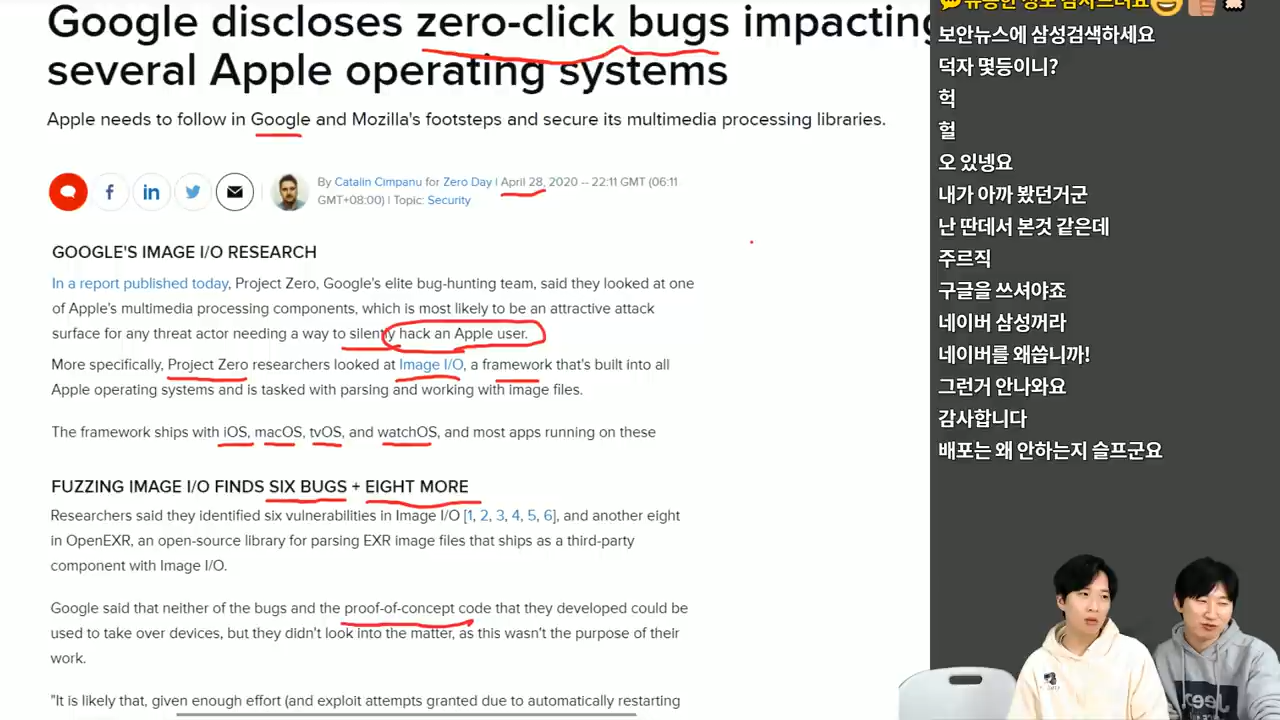 Google discloses zero-click bugs impacting
several Apple operating systems
Apple needs to follow in Google and Mozilla's footsteps and secure its multimedia processing libraries.
By Catalin Cimpanu for Zero Day | April 28, 2020 -- 22:11 GMT (06:11
GMT+08:00) | Topic: Security
GOOGLE'S IMAGE I/O RESEARCH
In a report published today, Project Zero, Google's elite bug-hunting team, said they looked at one
of Apple's multimedia processing components, which is most likely to be an attractive attack
surface for any threat actor needing a way to silently hack an Apple user.
More specifically, Project Zero researchers looked at Image I/O, a framework that's built into all
Apple operating systems and is tasked with parsing and working with image files.
The framework ships with iOS, macOS, tvOS, and watchOS, and most apps running on these
FUZZING IMAGE I/O FINDS SIX BUGS + EIGHT MORE
Researchers said they identified six vulnerabilities in Image I/O [1, 2, 3, 4, 5, 6], and another eight
in OpenEXR, an open-source library for parsing EXR image files that ships as a third-party
component with Image I/O.
Google said that neither of the bugs and the proof-of-concept code that they developed could be
used to take over devices, but they didn't look into the matter, as this wasn't the purpose of their
work.
"It is likely that, given enough effort (and exploit attempts granted due to automatically restarting
보안뉴스에 삼성검색하세요
덕자 몇등이니?
헉
헐
오 있넹요
내가 아까 봤던거군
난 딴데서 본것 같은데
주르직
구글을 쓰셔야죠
네이버 삼성꺼라
네이버를 왜씁니까!
그런거 안나와요
감사합니다
배포는 왜 안하는지 슬프군요